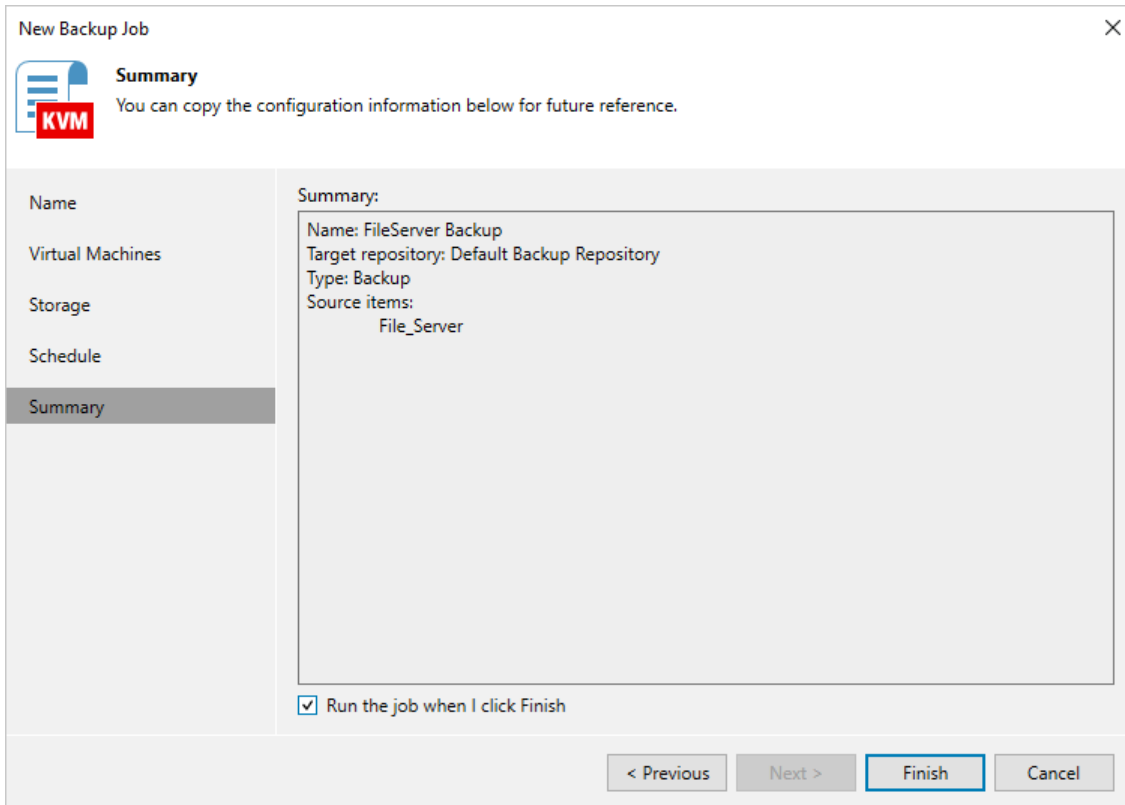 New Backup Job
Summary
You can copy the configuration information below for future reference.
KVM
Name
Virtual Machines
Storage
Schedule
Summary
Summary:
Name: FileServer Backup
Target repository: Default Backup Repository
Type: Backup
Source items:
File_Server
Run the job when I click Finish
< Previous
Next >
Finish
Cancel